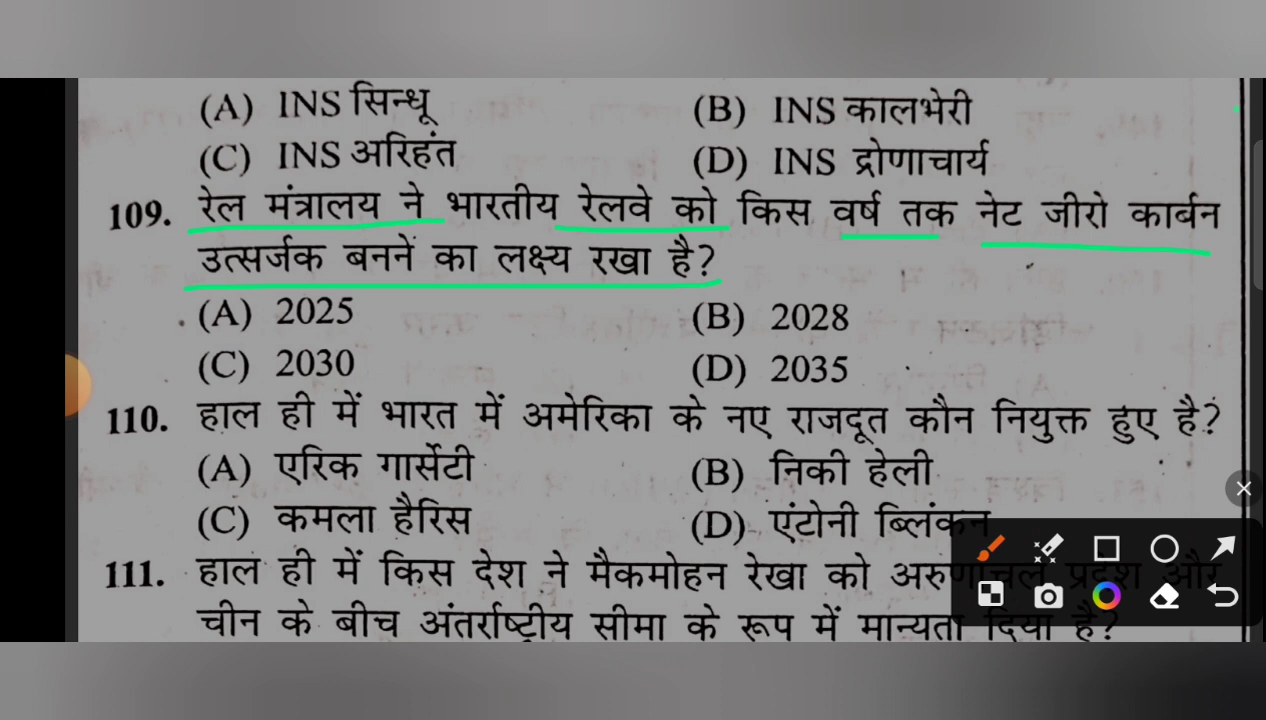 (A) INS सिन्धू (B) INS कालभेरी
(C) INS अरिहंत (D) INS द्रोणाचार्य
109. रेल मंत्रालय ने भारतीय रेलवे को किस वर्ष तक नेट जीरो कार्बन
उत्सर्जक बनने का लक्ष्य रखा है?
(A) 2025 (B) 2028
(C) 2030 (D) 2035
110. हाल ही में भारत में अमेरिका के नए राजदूत कौन नियुक्त हुए है?
(A) एरिक गार्सेटी (B) निकी हेली
(C) कमला हैरिस (D) एंटोनी ब्लिंकन
111. हाल ही में किस देश ने मैकमोहन रेखा को अरुणाचल प्रदेश और
चीन के बीच अंतर्राष्ट्रीय सीमा के रूप में मान्यता दिया है?